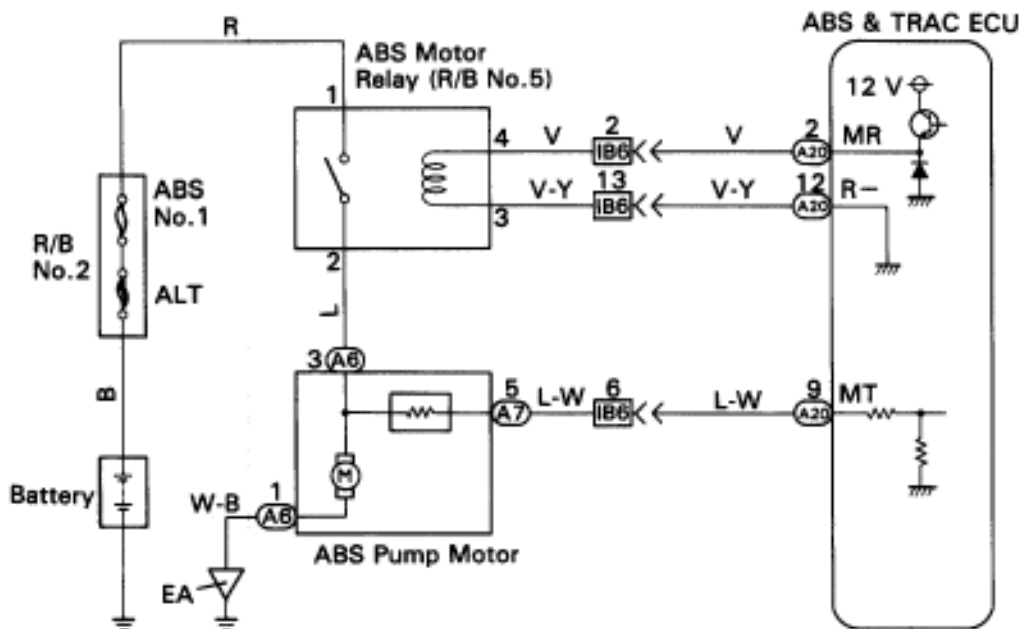 ABS & TRAC ECU
R
ABS Motor
Relay (R/B No.5)
1
12 V
4
V
2
IB6
V
2
A20
MR
ABS
No.1
R/B
No.2
ALT
3
V-Y
13
IB6
V-Y
12
A20
R−
2
L
3
A6
B
5
A7
L-W
6
IB6
L-W
9
A20
MT
M
Battery
W-B
1
A6
ABS Pump Motor
EA